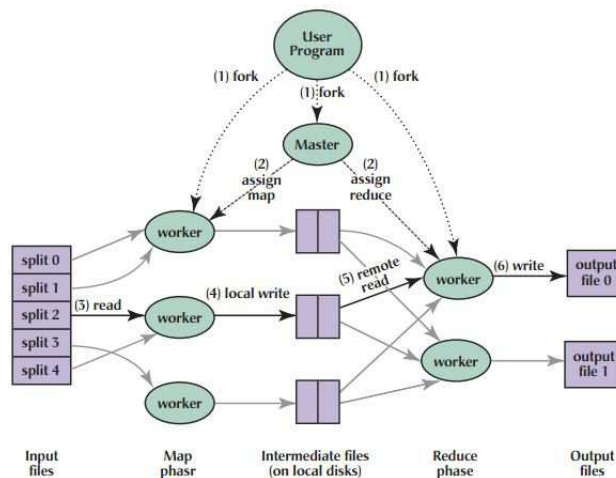 User
Program
(1) fork
(1) fork
(1) fork
Master
(2)
assign
map
(2)
assign
reduce
worker
split 0
split 1
split 2
split 3
split 4
(3) read
worker
(4) local write
(5) remote
read
worker
(6) write
output
file 0
worker
output
file 1
worker
Input
files
Map
phasr
Intermediate files
(on local disks)
Reduce
phase
Output
files